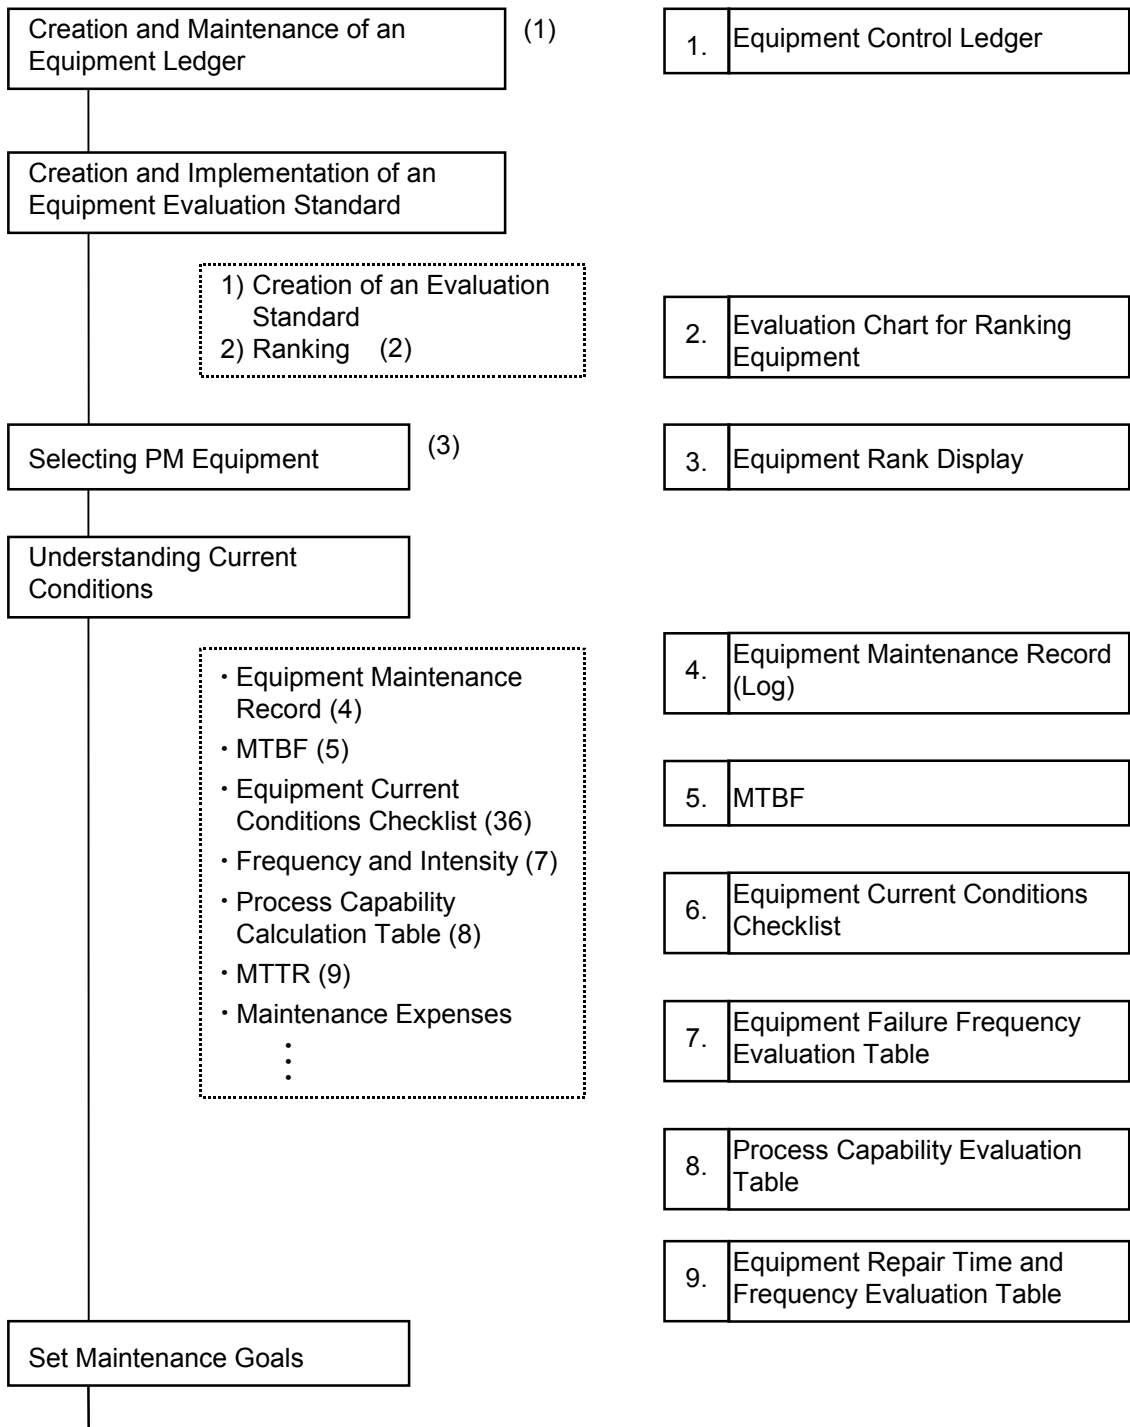 Creation and Maintenance of an
Equipment Ledger
(1)
1.
Equipment Control Ledger
Creation and Implementation of an
Equipment Evaluation Standard
1) Creation of an Evaluation
Standard
2) Ranking (2)
2.
Evaluation Chart for Ranking
Equipment
Selecting PM Equipment
(3)
3.
Equipment Rank Display
Understanding Current
Conditions
・Equipment Maintenance
Record (4)
・MTBF (5)
・Equipment Current
Conditions Checklist (36)
・Frequency and Intensity (7)
・Process Capability
Calculation Table (8)
・MTTR (9)
・Maintenance Expenses
4.
Equipment Maintenance Record
(Log)
5.
MTBF
6.
Equipment Current Conditions
Checklist
7.
Equipment Failure Frequency
Evaluation Table
8.
Process Capability Evaluation
Table
9.
Equipment Repair Time and
Frequency Evaluation Table
Set Maintenance Goals